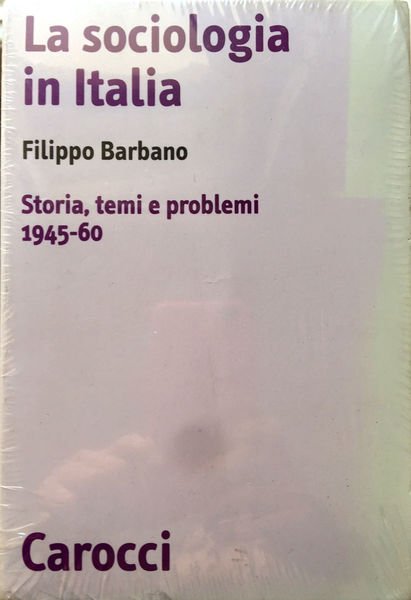 La sociologia
in Italia
Filippo Barbano
Storia, temi e problemi
1945-60
Carocci